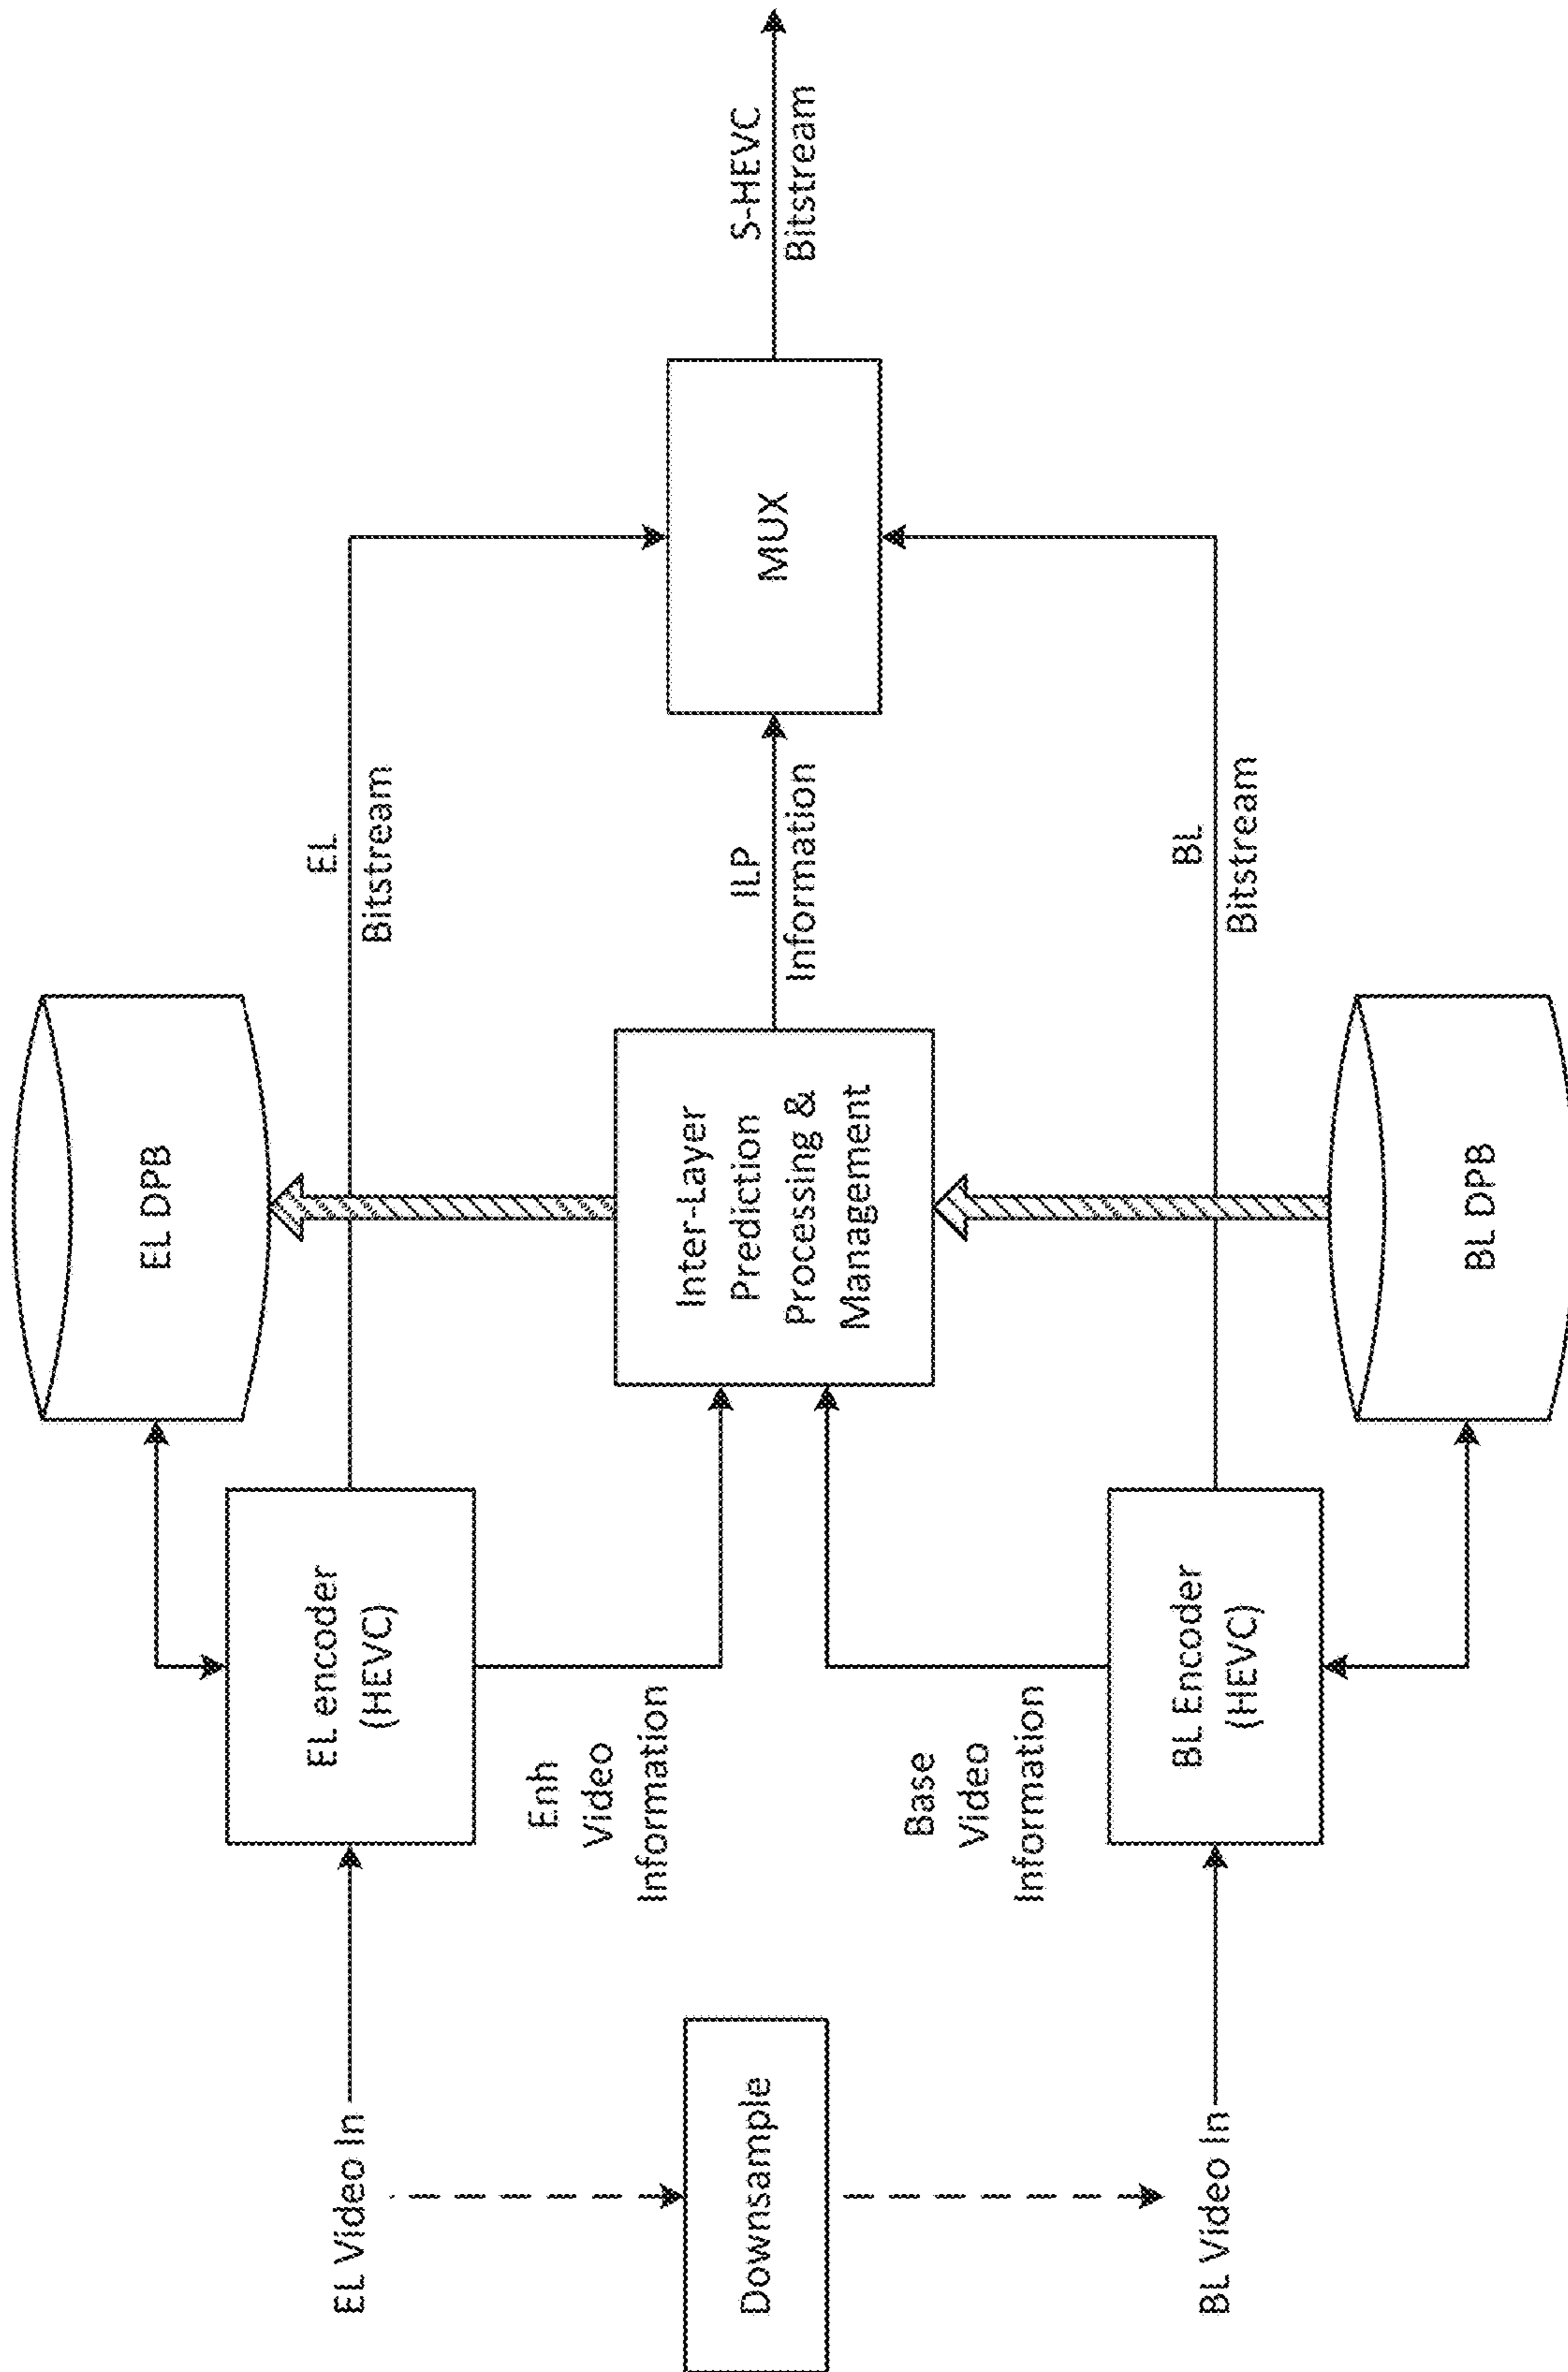 EL DPB
EL Video In
EL encoder
(HEVC)
EL
Bitstream
Enh
Video
Information
Downsample
Inter-Layer
Prediction
Processing &
Management
ILP
Information
MUX
S-HEVC
Bitstream
Base
Video
Information
BL Video In
BL Encoder
(HEVC)
BL
Bitstream
BL DPB